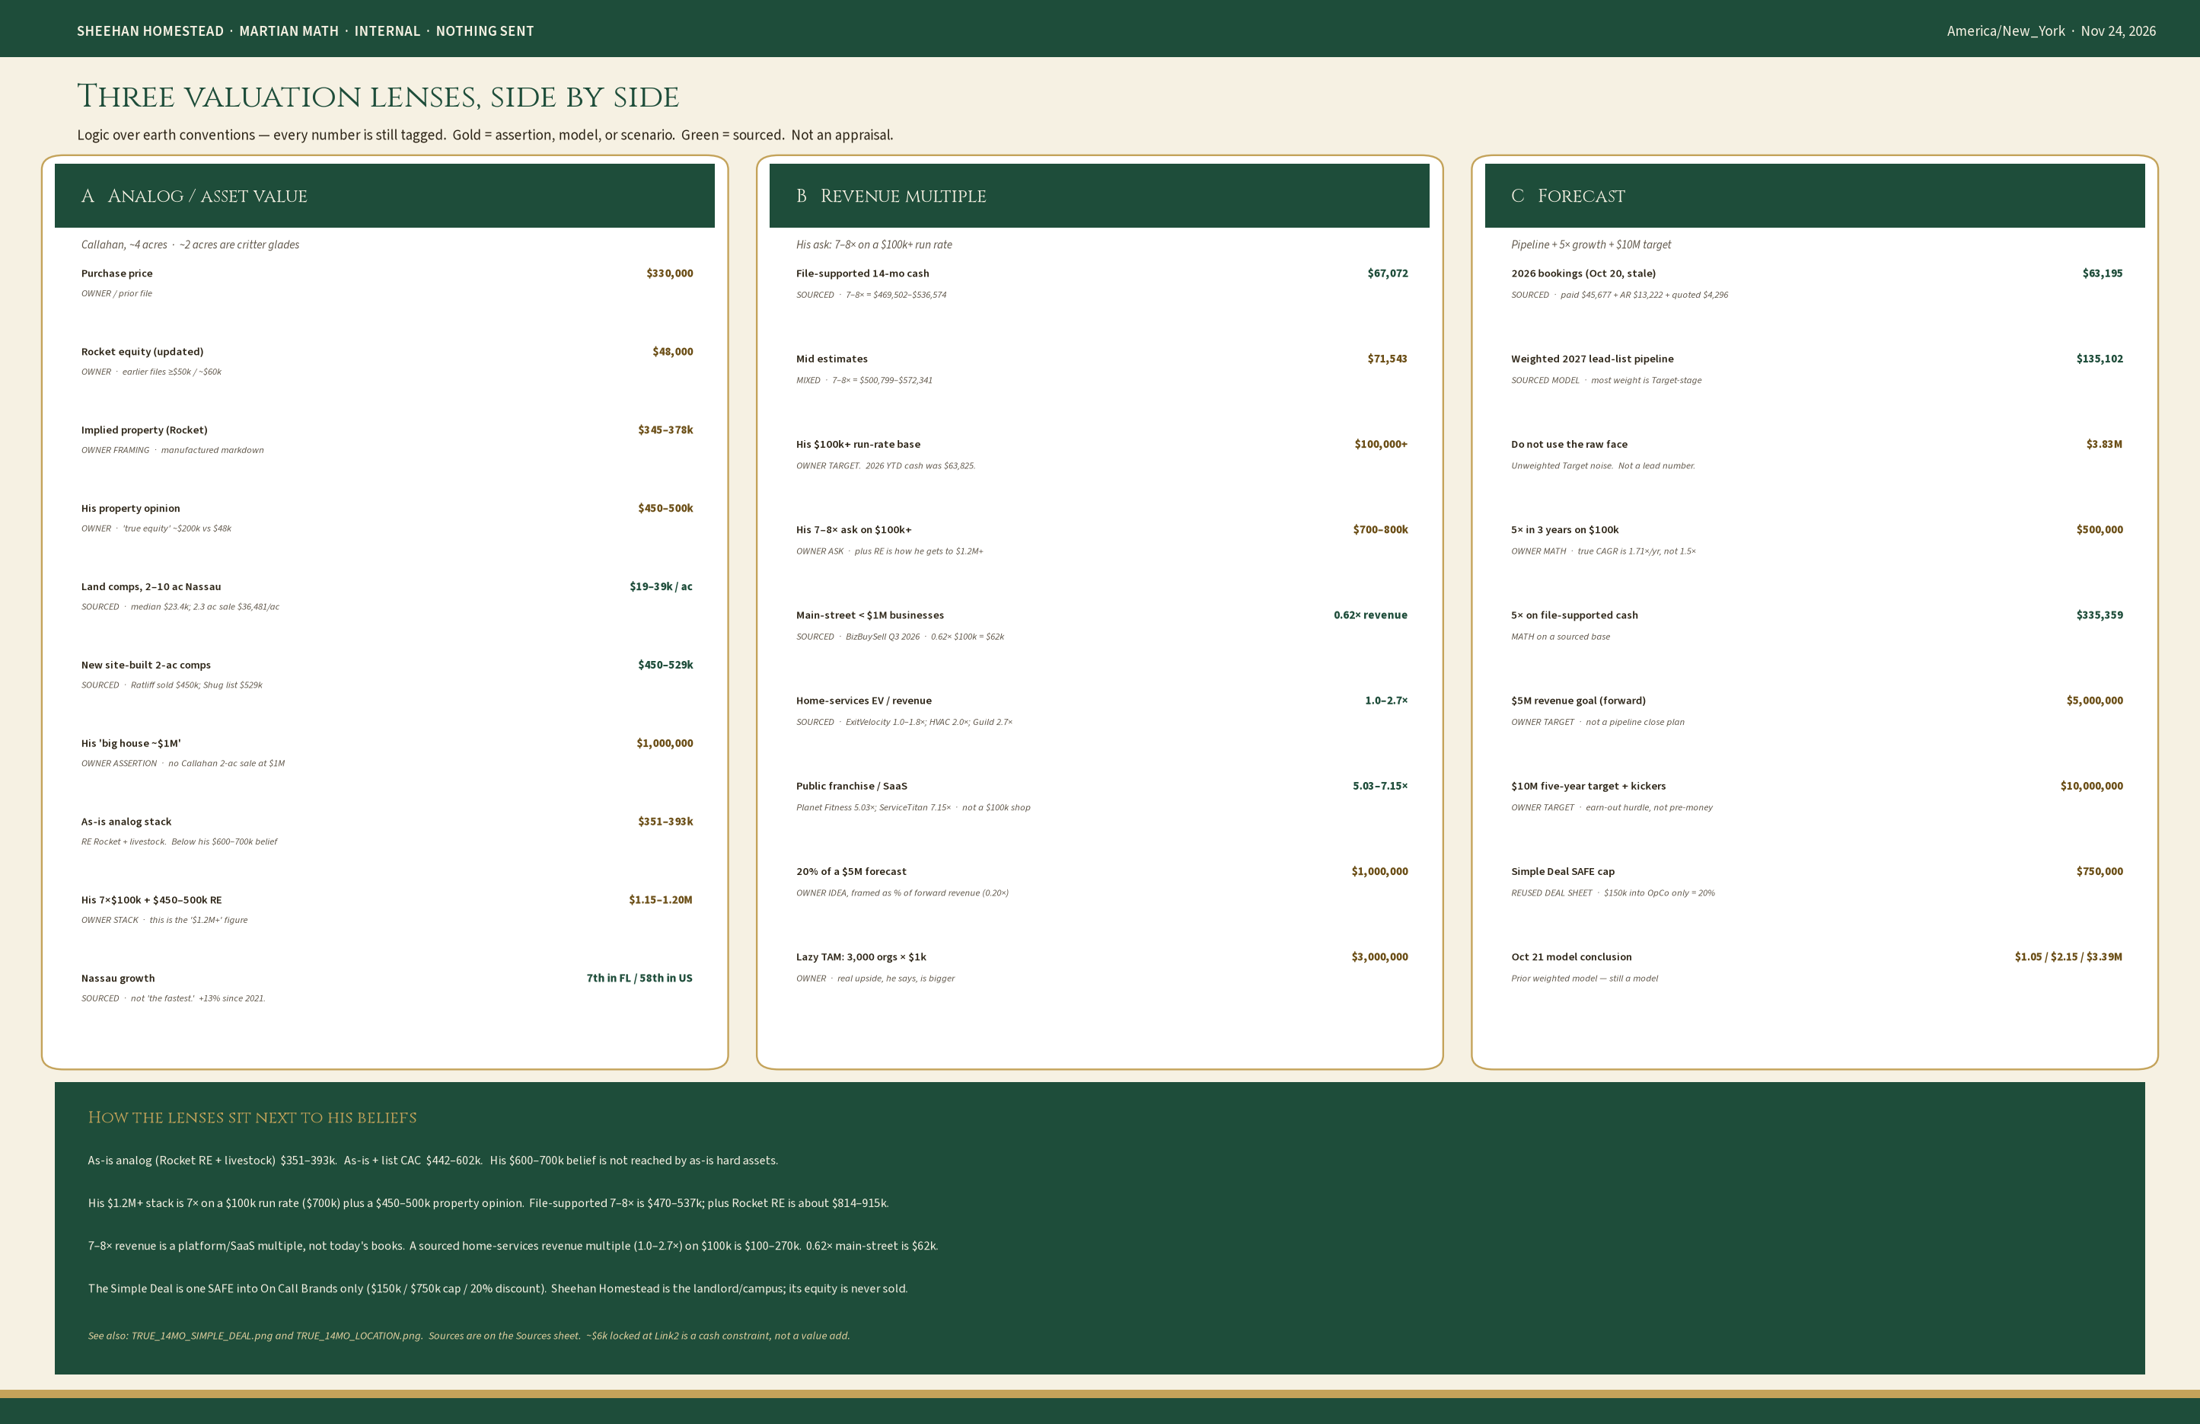 SHEEHAN HOMESTEAD · MARTIAN MATH · INTERNAL · NOTHING SENT
America/New_York · Nov 24, 2026
Three valuation lenses, side by side
Logic over earth conventions — every number is still tagged. Gold = assertion, model, or scenario. Green = sourced. Not an appraisal.
A Analog / asset value
Callahan, ~4 acres · ~2 acres are critter glades
Purchase price $330,000
OWNER / prior file
Rocket equity (updated) $48,000
OWNER · earlier files ≥$50k / ~$60k
Implied property (Rocket) $345–378k
OWNER FRAMING · manufactured markdown
His property opinion $450–500k
OWNER · 'true equity' ~$200k vs $48k
Land comps, 2–10 ac Nassau $19–39k / ac
SOURCED · median $23.4k; 2.3 ac sale $36,481/ac
New site-built 2-ac comps $450–529k
SOURCED · Ratliff sold $450k; Shug list $529k
His 'big house ~$1M' $1,000,000
OWNER ASSERTION · no Callahan 2-ac sale at $1M
As-is analog stack $351–393k
RE Rocket + livestock. Below his $600–700k belief
His 7×$100k + $450–500k RE $1.15–1.20M
OWNER STACK · this is the '$1.2M+' figure
Nassau growth 7th in FL / 58th in US
SOURCED · not 'the fastest.' +13% since 2021.
B Revenue multiple
His ask: 7–8× on a $100k+ run rate
File-supported 14-mo cash $67,072
SOURCED · 7–8× = $469,502–$536,574
Mid estimates $71,543
MIXED · 7–8× = $500,799–$572,341
His $100k+ run-rate base $100,000+
OWNER TARGET. 2026 YTD cash was $63,825.
His 7–8× ask on $100k+ $700–800k
OWNER ASK · plus RE is how he gets to $1.2M+
Main-street < $1M businesses 0.62× revenue
SOURCED · BizBuySell Q3 2026 · 0.62× $100k = $62k
Home-services EV / revenue 1.0–2.7×
SOURCED · ExitVelocity 1.0–1.8×; HVAC 2.0×; Guild 2.7×
Public franchise / SaaS 5.03–7.15×
Planet Fitness 5.03×; ServiceTitan 7.15× · not a $100k shop
20% of a $5M forecast $1,000,000
OWNER IDEA, framed as % of forward revenue (0.20×)
Lazy TAM: 3,000 orgs × $1k $3,000,000
OWNER · real upside, he says, is bigger
C Forecast
Pipeline + 5× growth + $10M target
2026 bookings (Oct 20, stale) $63,195
SOURCED · paid $45,677 + AR $13,222 + quoted $4,296
Weighted 2027 lead-list pipeline $135,102
SOURCED MODEL · most weight is Target-stage
Do not use the raw face $3.83M
Unweighted Target noise. Not a lead number.
5× in 3 years on $100k $500,000
OWNER MATH · true CAGR is 1.71×/yr, not 1.5×
5× on file-supported cash $335,359
MATH on a sourced base
$5M revenue goal (forward) $5,000,000
OWNER TARGET · not a pipeline close plan
$10M five-year target + kickers $10,000,000
OWNER TARGET · earn-out hurdle, not pre-money
Simple Deal SAFE cap $750,000
REUSED DEAL SHEET · $150k into OpCo only = 20%
Oct 21 model conclusion $1.05 / $2.15 / $3.39M
Prior weighted model — still a model
How the lenses sit next to his beliefs
As-is analog (Rocket RE + livestock) $351–393k. As-is + list CAC $442–602k. His $600–700k belief is not reached by as-is hard assets.
His $1.2M+ stack is 7× on a $100k run rate ($700k) plus a $450–500k property opinion. File-supported 7–8× is $470–537k; plus Rocket RE is about $814–915k.
7–8× revenue is a platform/SaaS multiple, not today's books. A sourced home-services revenue multiple (1.0–2.7×) on $100k is $100–270k. 0.62× main-street is $62k.
The Simple Deal is one SAFE into On Call Brands only ($150k / $750k cap / 20% discount). Sheehan Homestead is the landlord/campus; its equity is never sold.
See also: TRUE_14MO_SIMPLE_DEAL.png and TRUE_14MO_LOCATION.png. Sources are on the Sources sheet. ~$6k locked at Link2 is a cash constraint, not a value add.